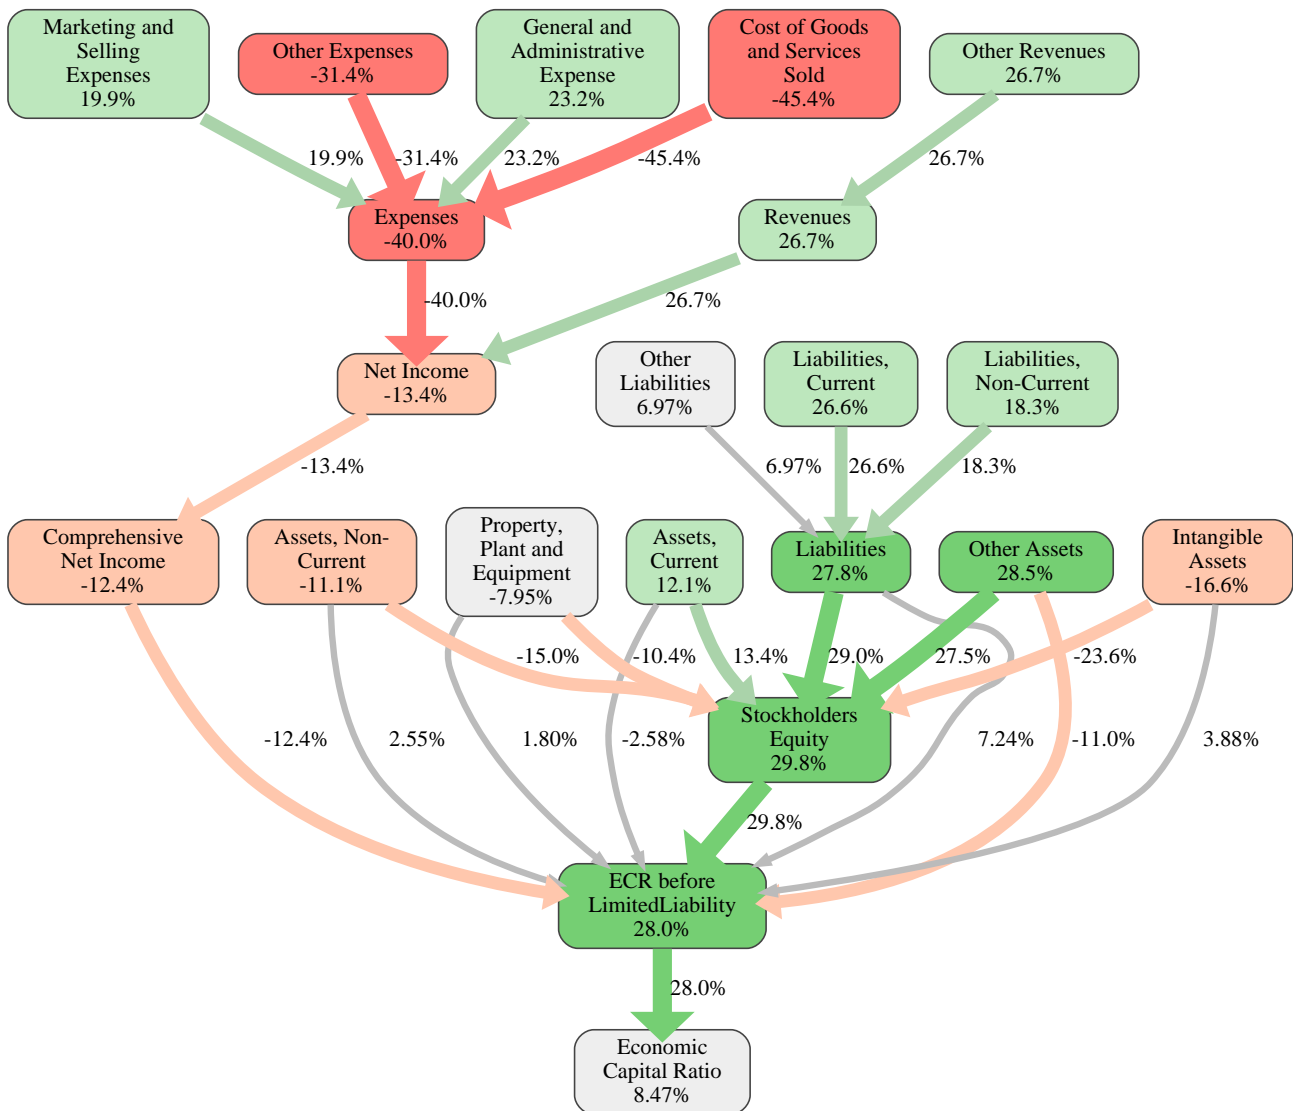 Marketing and
Selling
Expenses
19.9%
Other Expenses
-31.4%
General and
Administrative
Expense
23.2%
Cost of Goods
and Services
Sold
-45.4%
Other Revenues
26.7%
19.9%
-31.4%
23.2%
-45.4%
26.7%
Expenses
-40.0%
Revenues
26.7%
-40.0%
26.7%
Net Income
-13.4%
Other
Liabilities
6.97%
Liabilities,
Current
26.6%
Liabilities,
Non-Current
18.3%
-13.4%
6.97%
26.6%
18.3%
Comprehensive
Net Income
-12.4%
Assets, Non-
Current
-11.1%
Property,
Plant and
Equipment
-7.95%
Assets,
Current
12.1%
Liabilities
27.8%
Other Assets
28.5%
Intangible
Assets
-16.6%
-15.0%
-10.4%
13.4%
29.0%
27.5%
-23.6%
Stockholders
Equity
29.8%
-12.4%
2.55%
1.80%
-2.58%
7.24%
-11.0%
3.88%
29.8%
ECR before
LimitedLiability
28.0%
28.0%
Economic
Capital Ratio
8.47%